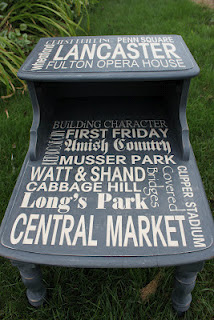 PENN SQUARE
Wheatland
LANCASTER
FULTON OPERA HOUSE
BUILDING CHARACTER
FIRST FRIDAY
Amish Country
MUSSER PARK
WATT & SHAND
CABBAGE HILL
Long's Park
Covered
Bridges
CLIPPER STADIUM
CENTRAL MARKET